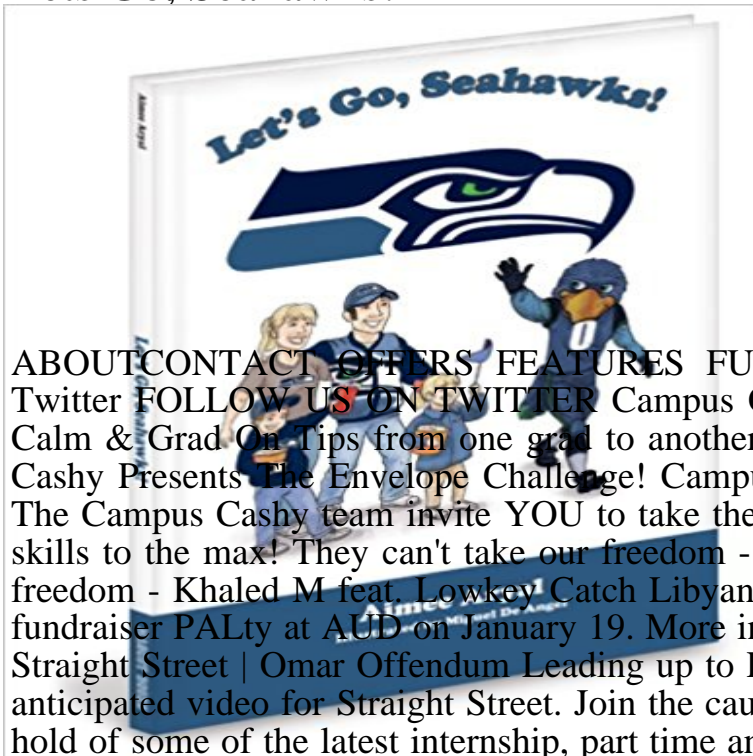 Let's Go, Seahawks!
ABOUTCONTACT OFFERS FEATURES FU
Twitter FOLLOW US ON TWITTER Campus
Calm & Grad On Tips from one grad to another
Cashy Presents The Envelope Challenge! Campu
The Campus Cashy team invite YOU to take the
skills to the max! They can't take our freedom -
freedom - Khaled M feat. Lowkey Catch Libyan
fundraiser PALty at AUD on January 19. More in
Straight Street | Omar Offendum Leading up to
anticipated video for Straight Street. Join the cau
hold of some of the latest internship, part time a
Aimee Aryal